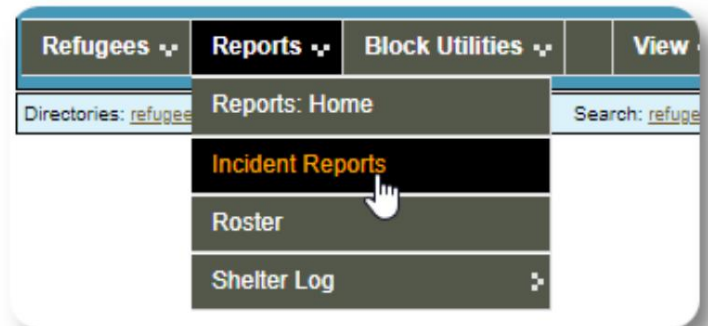 Refugees Reports Block Utilities View
Directories: refugee Reports: Home Search: refuge
Incident Reports
Roster
Shelter Log